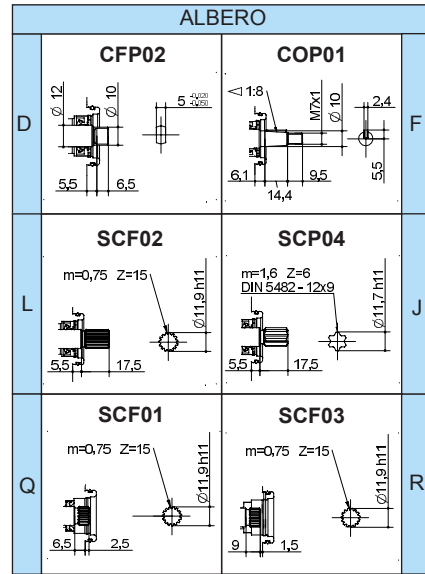 ALBERO
CFP02
Ø 12
Ø 10
5 -0,020 -0,050
D
5,5
6,5
COP01
◁ 1:8
M7x1
Ø 10
2,4
5,5
F
6,1
14,4
9,5
SCF02
m=0,75 Z=15
Ø11,9 h11
L
5,5
17,5
SCP04
m=1,6 Z=6
DIN 5482 - 12x9
Ø11,7 h11
J
5,5
17,5
SCF01
m=0,75 Z=15
Ø11,9 h11
Q
6,5
2,5
SCF03
m=0,75 Z=15
Ø11,9 h11
R
9
1,5